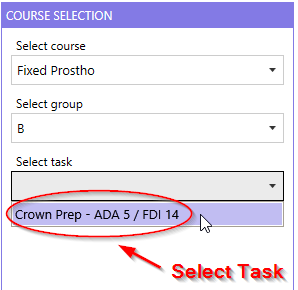 COURSE SELECTION
Select course
Fixed Prostho
Select group
B
Select task
Crown Prep - ADA 5 / FDI 14
Select Task